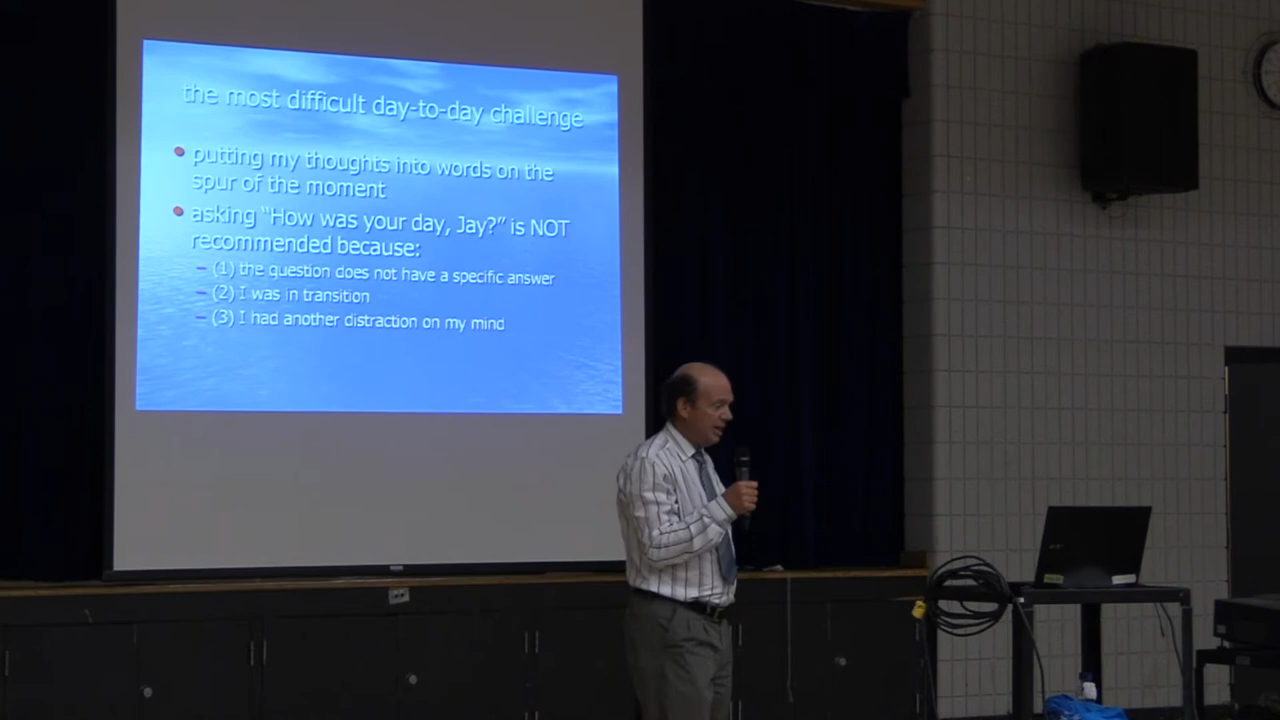 the most difficult day-to-day challenge
• putting my thoughts into words on the
spur of the moment
• asking "How was your day, Jay?" is NOT
recommended because:
– (1) the question does not have a specific answer
– (2) I was in transition
– (3) I had another distraction on my mind